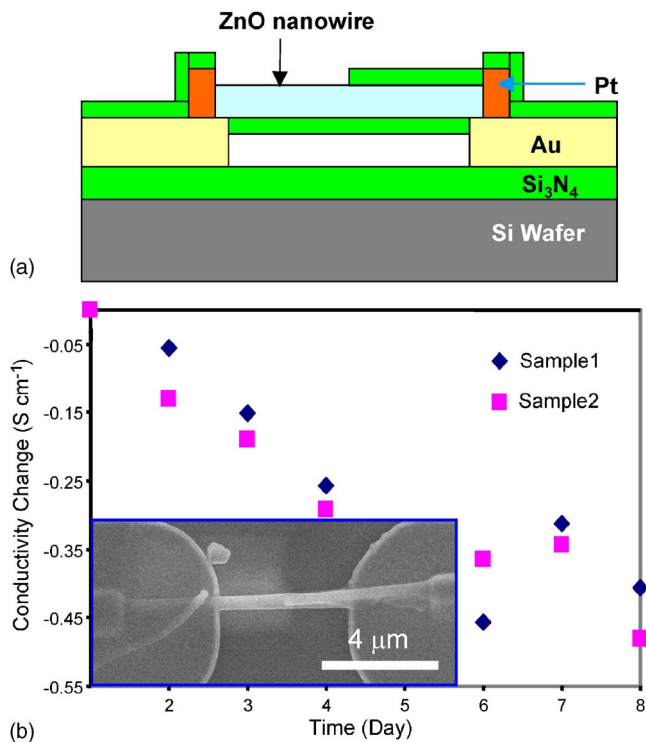 ZnO nanowire
Pt
Au
Si₃N₄
Si Wafer
(a)
Conductivity Change (S cm⁻¹)
-0.05
-0.15
-0.25
-0.35
-0.45
-0.55
Sample1
Sample2
4 μm
2 3 4 5 6 7 8
Time (Day)
(b)